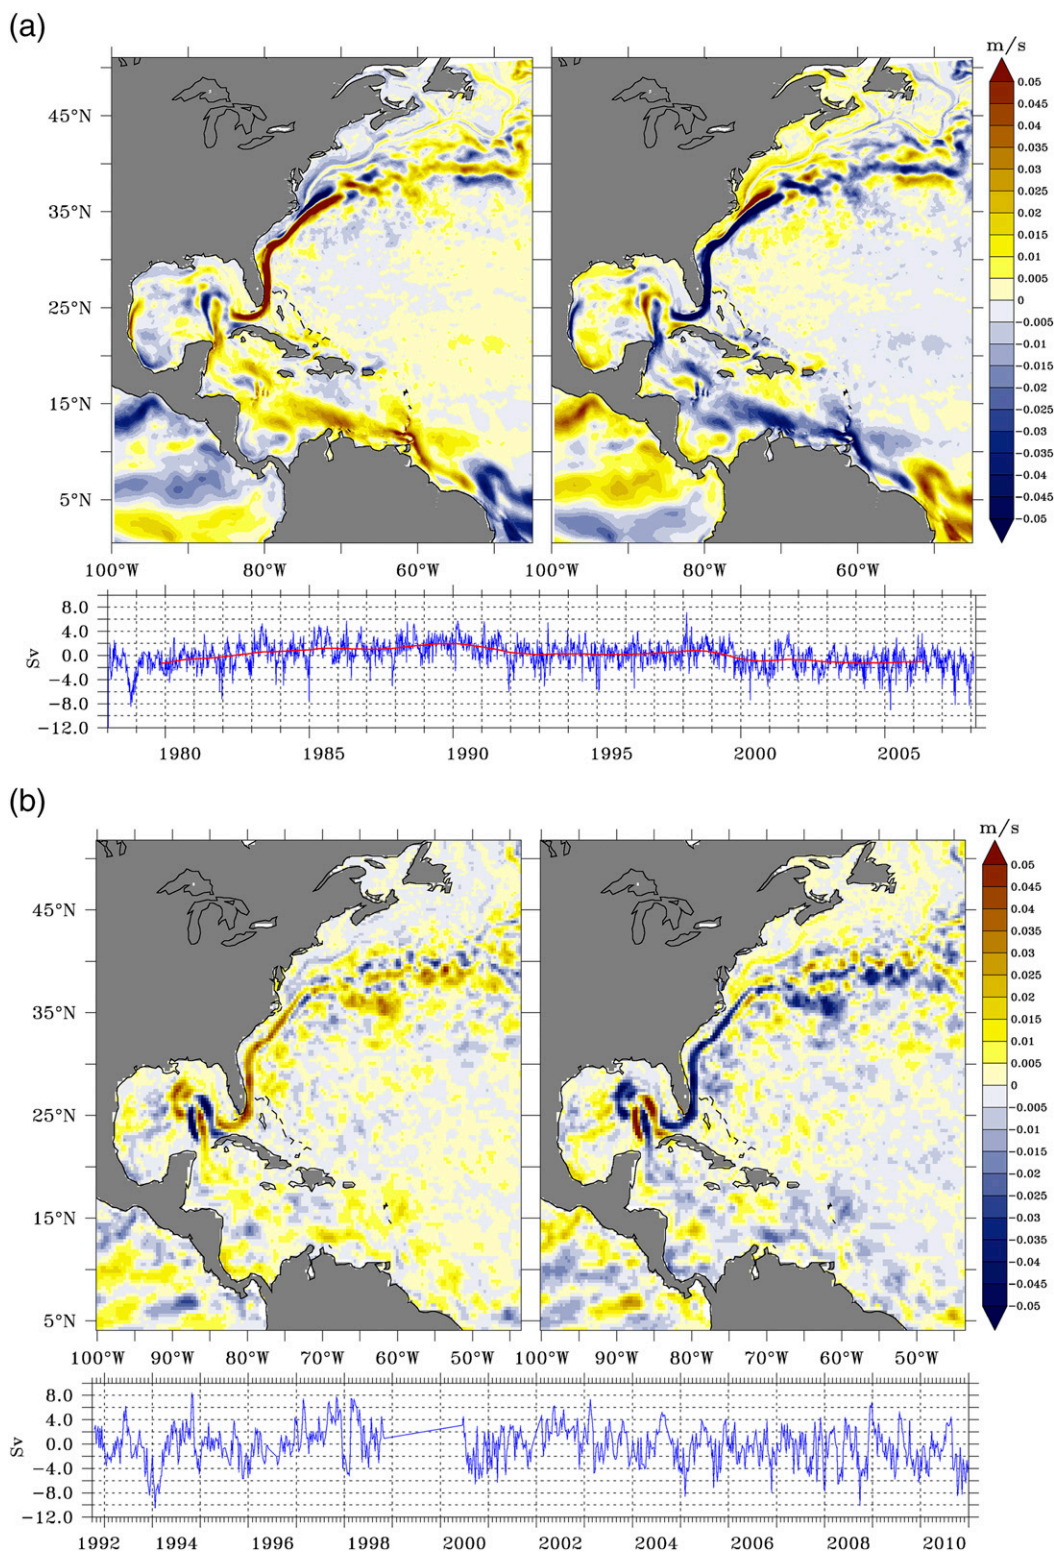 (a)
m/s
45°N
35°N
25°N
15°N
5°N
0.05
0.045
0.04
0.035
0.03
0.025
0.02
0.015
0.01
0.005
0
−0.005
−0.01
−0.015
−0.02
−0.025
−0.03
−0.035
−0.04
−0.045
−0.05
100°W 80°W 60°W 100°W 80°W 60°W
Sv
8.0
4.0
0.0
−4.0
−8.0
−12.0
1980 1985 1990 1995 2000 2005
(b)
m/s
45°N
35°N
25°N
15°N
5°N
0.05
0.045
0.04
0.035
0.03
0.025
0.02
0.015
0.01
0.005
0
−0.005
−0.01
−0.015
−0.02
−0.025
−0.03
−0.035
−0.04
−0.045
−0.05
100°W 90°W 80°W 70°W 60°W 50°W 100°W 90°W 80°W 70°W 60°W 50°W
Sv
8.0
4.0
0.0
−4.0
−8.0
−12.0
1992 1994 1996 1998 2000 2002 2004 2006 2008 2010